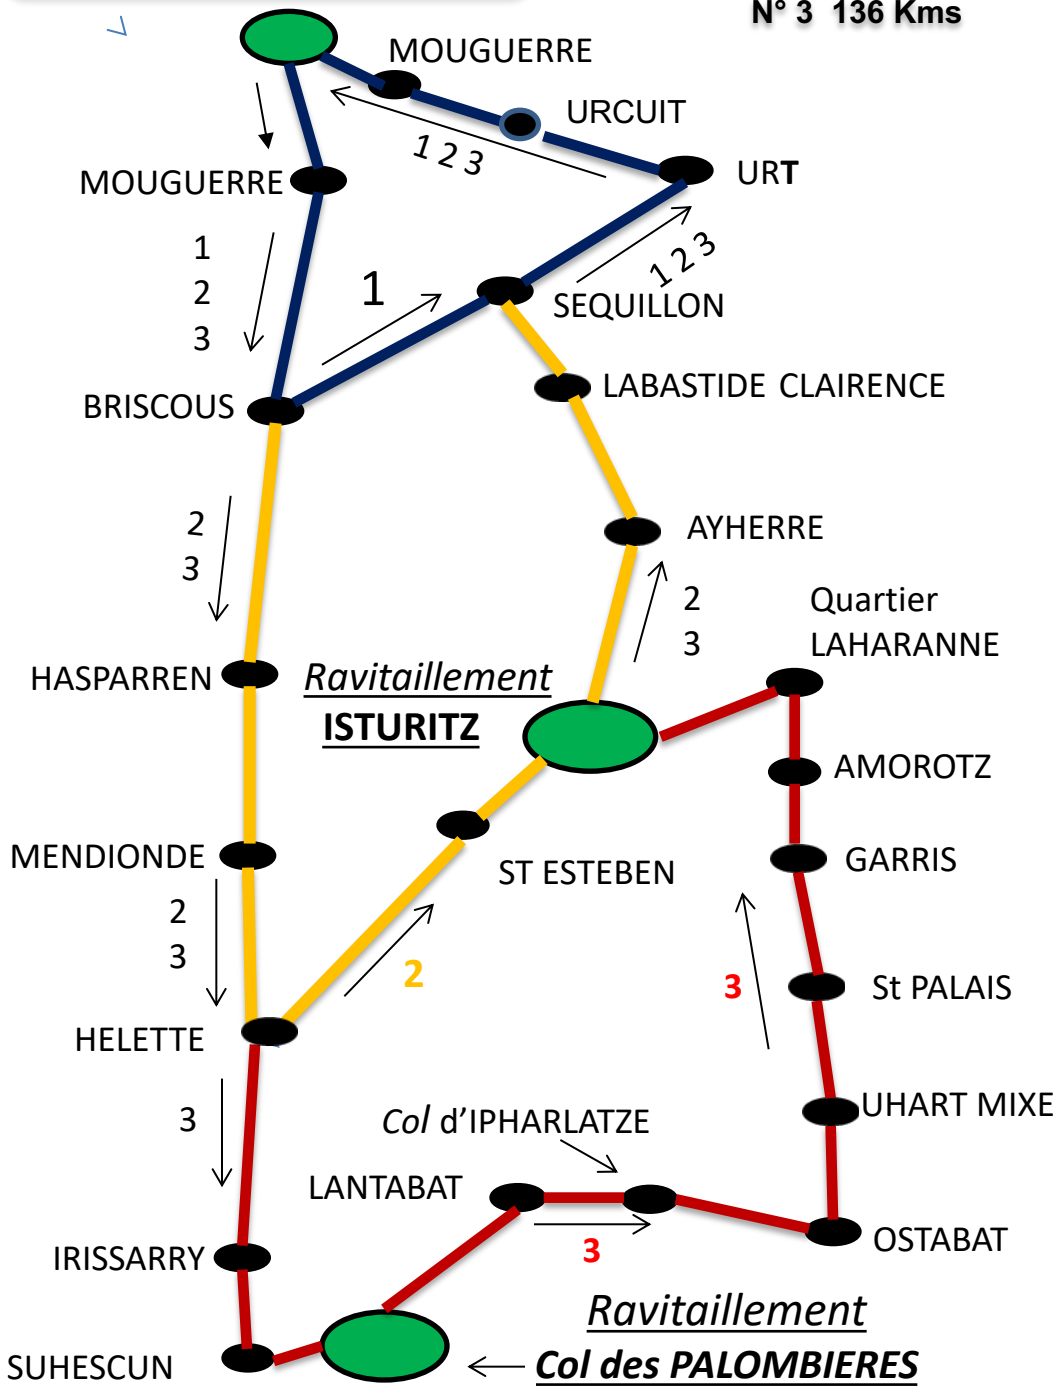 N° 3 136 Kms
MOUGUERRE
URCUIT
1 2 3
URT
MOUGUERRE
1
2
3
1
1 2 3
SEQUILLON
LABASTIDE CLAIRENCE
BRISCOUS
2
3
AYHERRE
2
3
Quartier
LAHARANNE
HASPARREN
Ravitaillement
ISTURITZ
AMOROTZ
MENDIONDE
GARRIS
ST ESTEBEN
2
3
2
3
St PALAIS
HELETTE
3
UHART MIXE
Col d'IPHARLATZE
LANTABAT
3
OSTABAT
IRISSARRY
Ravitaillement
Col des PALOMBIERES
SUHESCUN